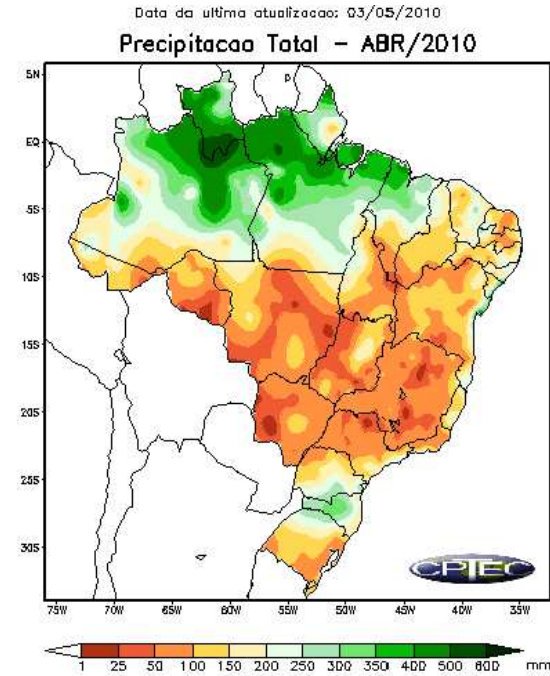 Data da ultima atualizacao: 03/05/2010
Precipitacao Total – ABR/2010
5N
EQ
5S
10S
15S
20S
25S
30S
75W 70W 65W 60W 55W 50W 45W 40W 35W
CPTEC
1 25 50 100 150 200 250 300 350 400 500 600 mm